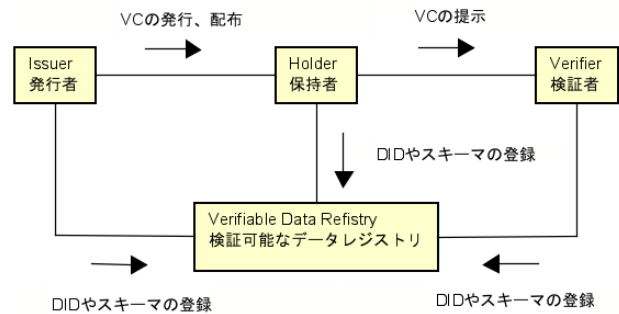 VCの発行、配布
VCの提示
Issuer
発行者
Holder
保持者
Verifier
検証者
DIDやスキーマの登録
Verifiable Data Refistry
検証可能なデータレジストリ
DIDやスキーマの登録
DIDやスキーマの登録